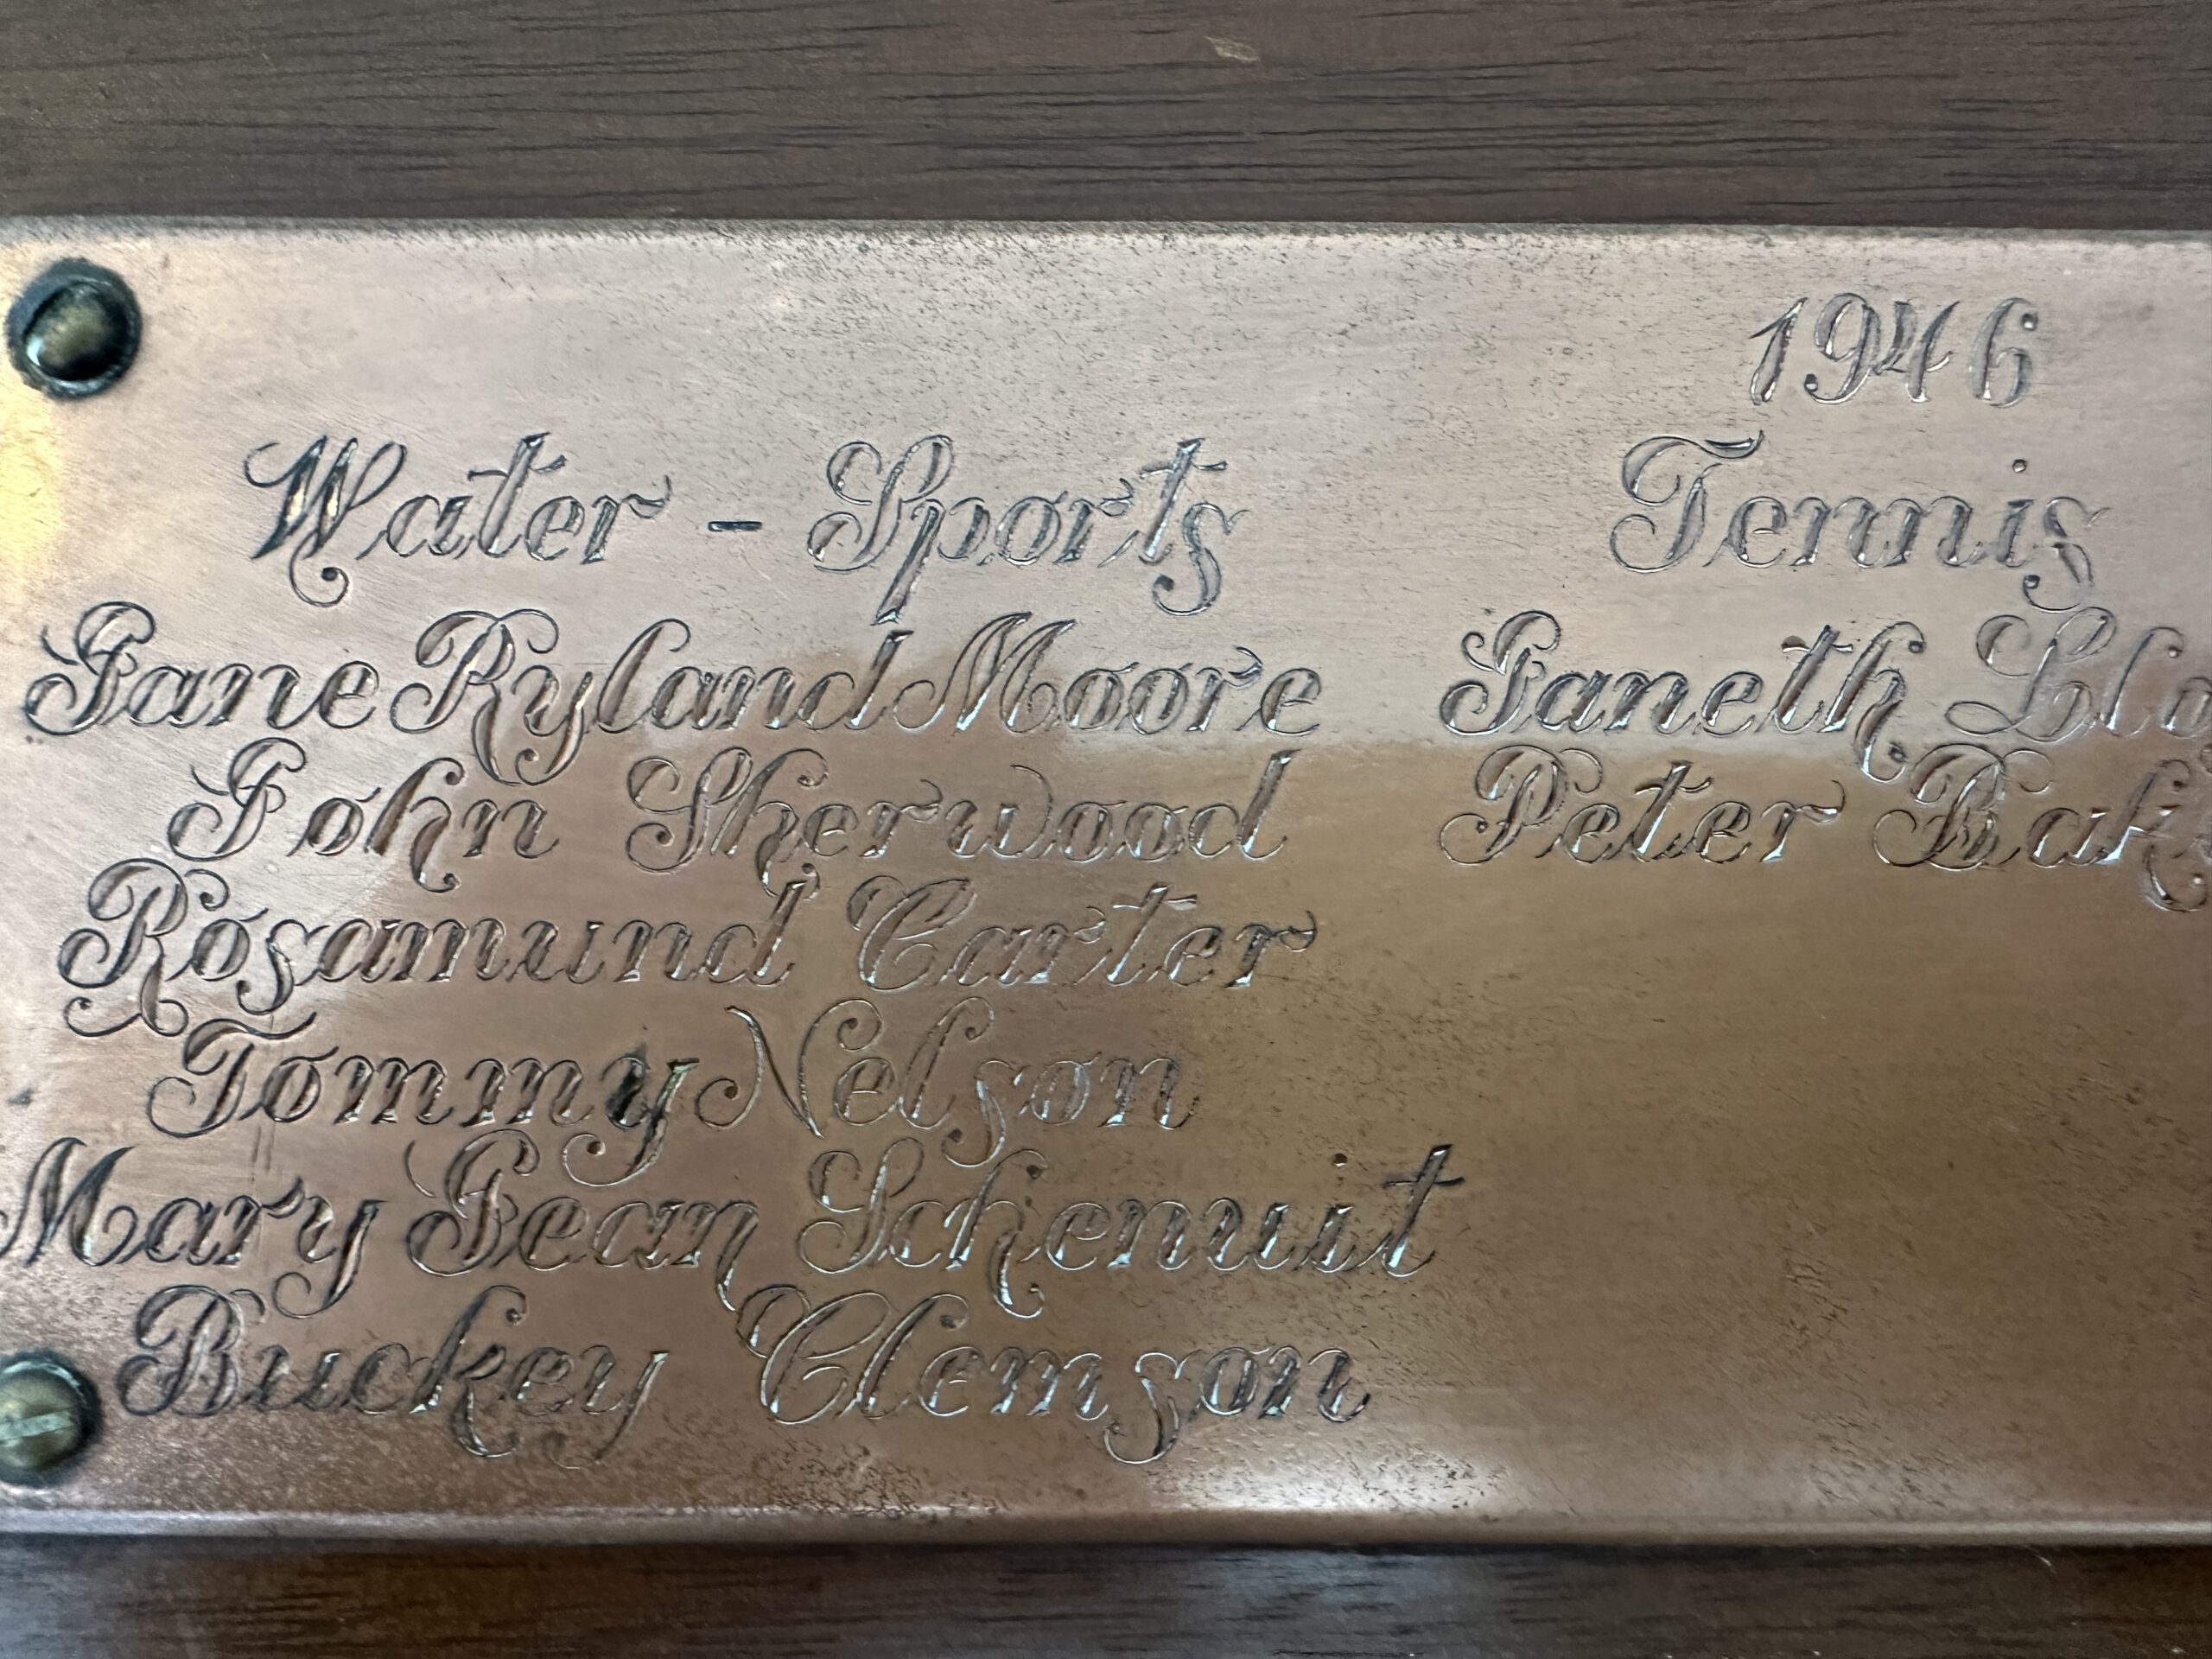 1946
Water - Sports Tennis
Jane Ryland Moore Janeth
John Sherwood Peter
Rosamund Carter
Tommy Nelson
Mary Jean Schenuit
Buckey Clemson